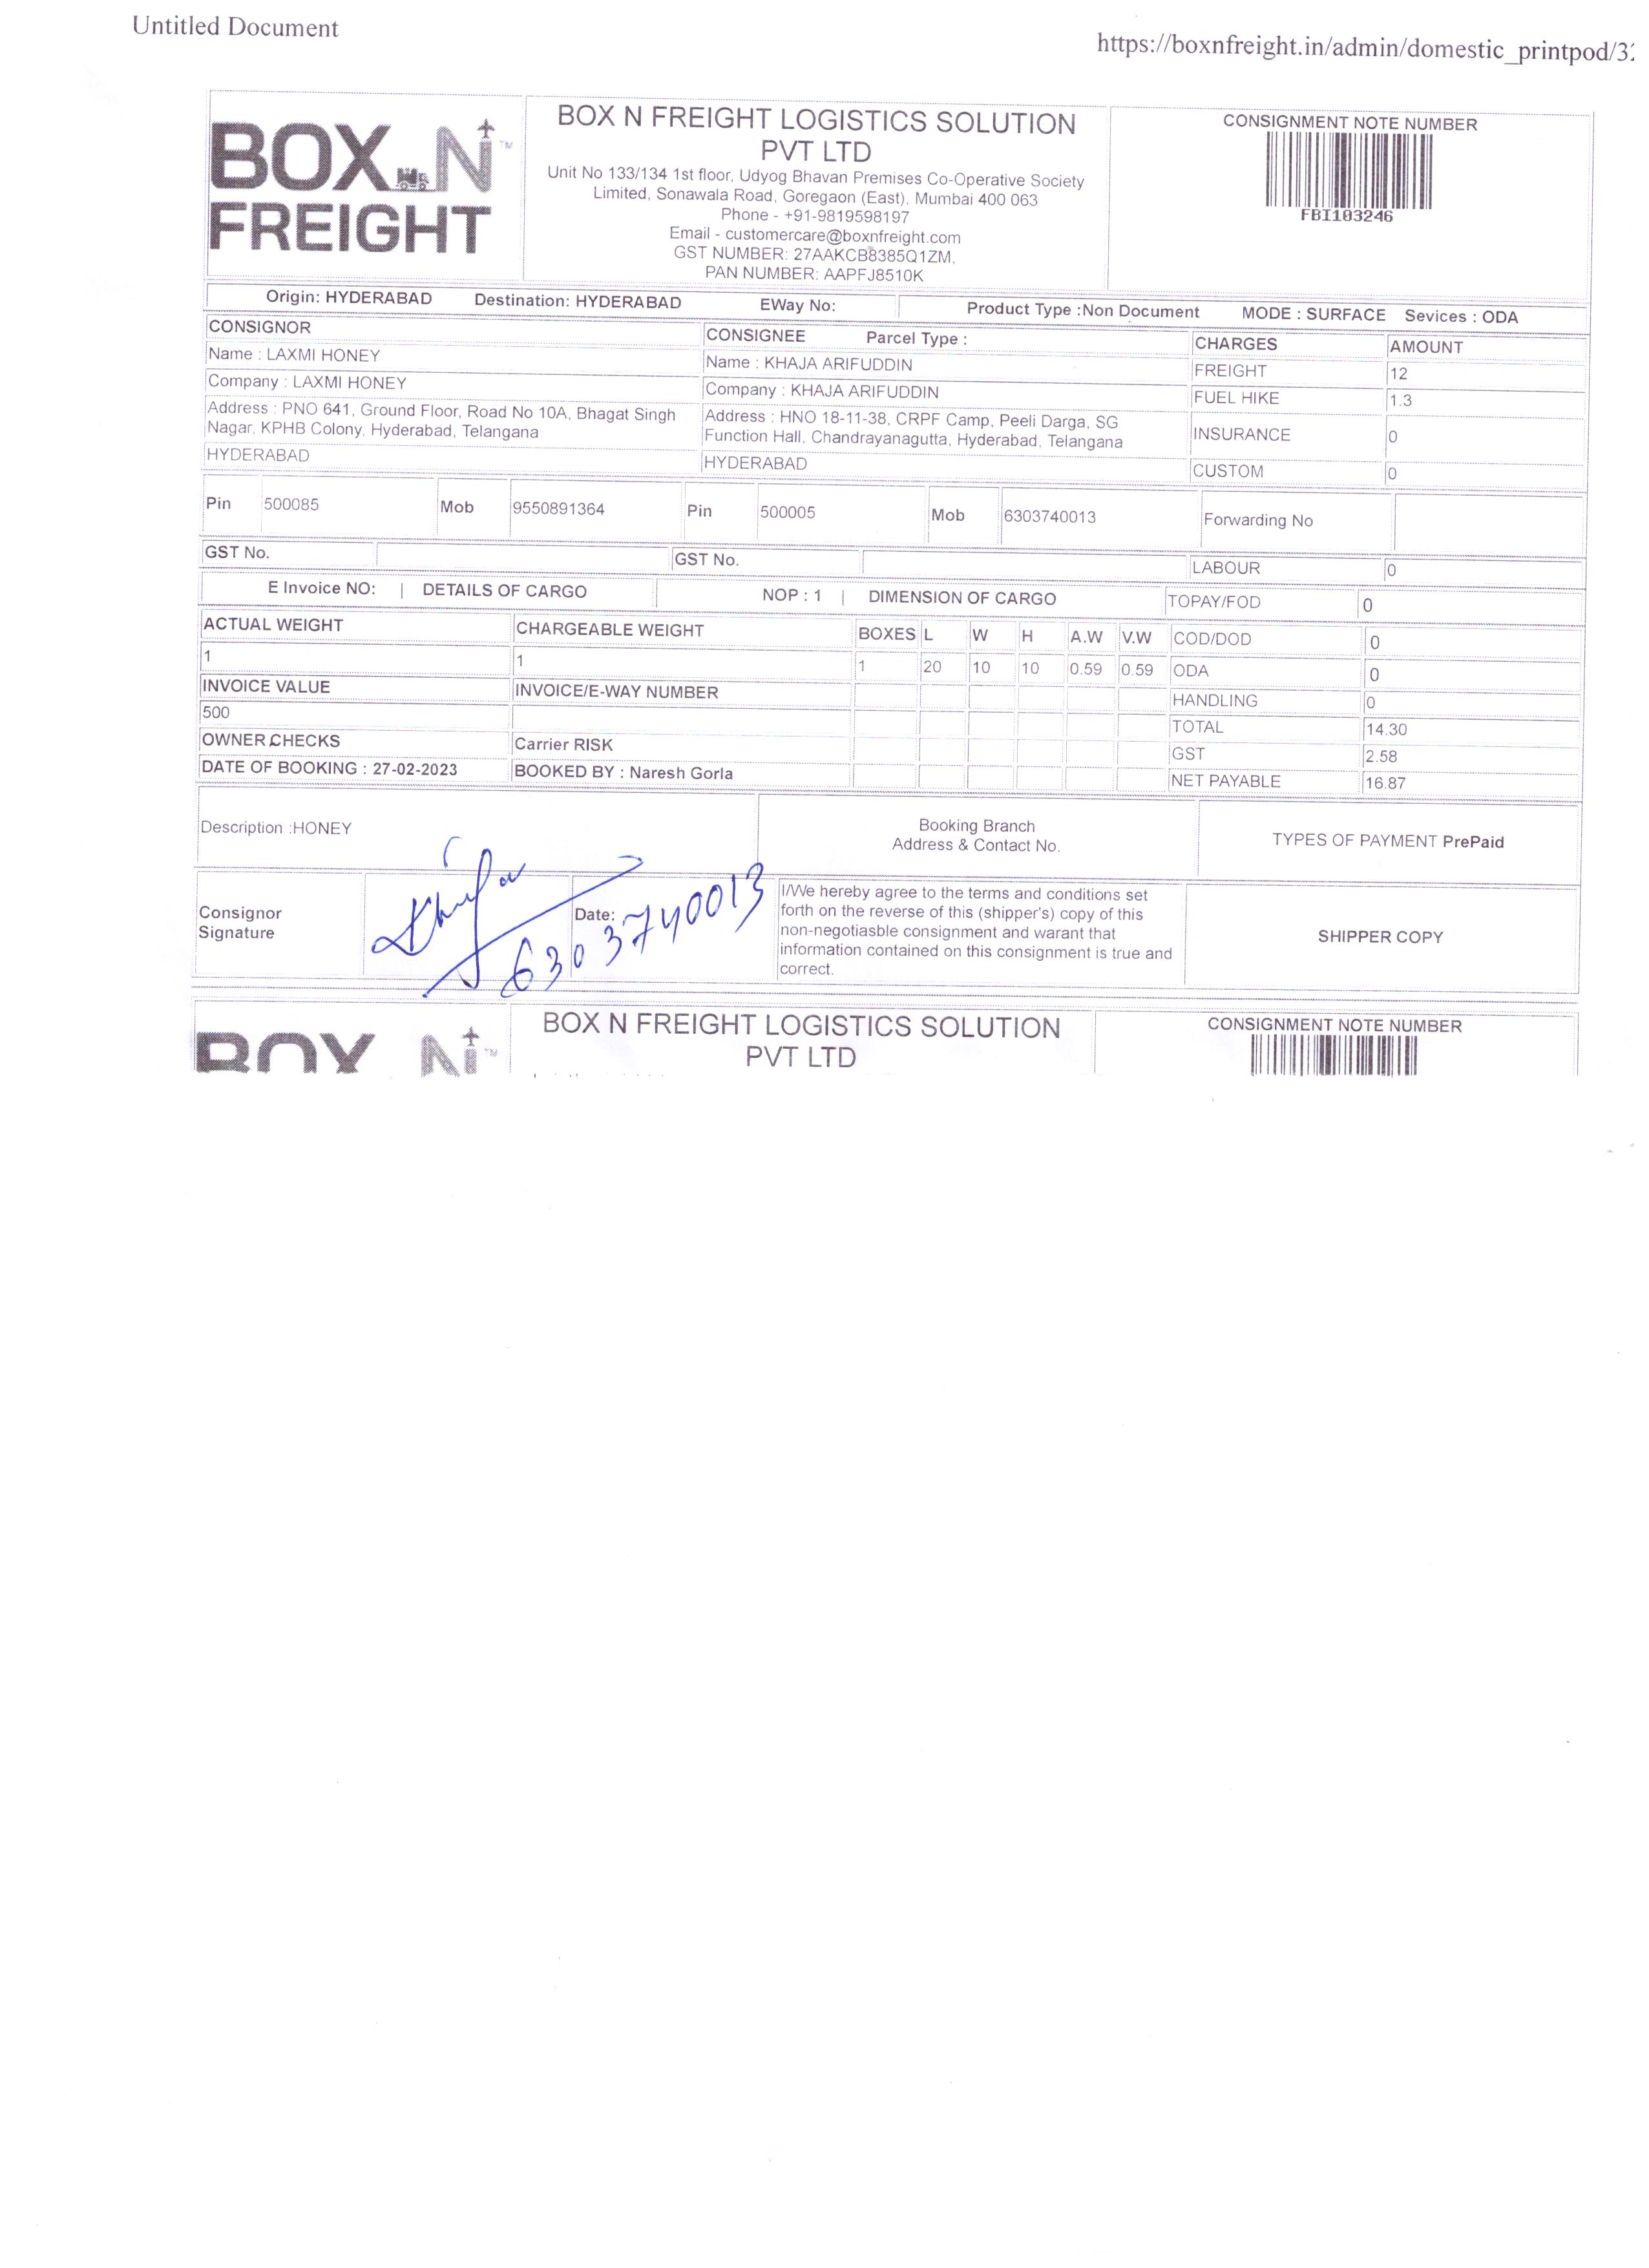 Untitled Document
https://boxnfreight.in/admin/domestic_printpod/32
BOX N FREIGHT
TM
BOX N FREIGHT LOGISTICS SOLUTION
PVT LTD
Unit No 133/134 1st floor, Udyog Bhavan Premises Co-Operative Society
Limited, Sonawala Road, Goregaon (East), Mumbai 400 063
Phone - +91-9819598197
Email - customercare@boxnfreight.com
GST NUMBER: 27AAKCB8385Q1ZM,
PAN NUMBER: AAPFJ8510K
CONSIGNMENT NOTE NUMBER
FBI103246
Origin: HYDERABAD Destination: HYDERABAD EWay No: Product Type :Non Document MODE : SURFACE Sevices : ODA
CONSIGNOR CONSIGNEE Parcel Type : CHARGES AMOUNT
Name : LAXMI HONEY Name : KHAJA ARIFUDDIN FREIGHT 12
Company : LAXMI HONEY Company : KHAJA ARIFUDDIN FUEL HIKE 1.3
Address : PNO 641, Ground Floor, Road No 10A, Bhagat Singh
Nagar, KPHB Colony, Hyderabad, Telangana
Address : HNO 18-11-38, CRPF Camp, Peeli Darga, SG
Function Hall, Chandrayanagutta, Hyderabad, Telangana
INSURANCE 0
HYDERABAD HYDERABAD CUSTOM 0
Pin 500085 Mob 9550891364 Pin 500005 Mob 6303740013 Forwarding No
GST No. GST No. LABOUR 0
E Invoice NO: | DETAILS OF CARGO NOP : 1 | DIMENSION OF CARGO TOPAY/FOD 0
ACTUAL WEIGHT CHARGEABLE WEIGHT BOXES L W H A.W V.W COD/DOD 0
1 1 1 20 10 10 0.59 0.59 ODA 0
INVOICE VALUE INVOICE/E-WAY NUMBER HANDLING 0
500 TOTAL 14.30
OWNER CHECKS Carrier RISK GST 2.58
DATE OF BOOKING : 27-02-2023 BOOKED BY : Naresh Gorla NET PAYABLE 16.87
Description :HONEY
Booking Branch
Address & Contact No.
TYPES OF PAYMENT PrePaid
Consignor
Signature
Date:
6303740013
I/We hereby agree to the terms and conditions set
forth on the reverse of this (shipper's) copy of this
non-negotiasble consignment and warant that
information contained on this consignment is true and
correct.
SHIPPER COPY
BOX N
TM
BOX N FREIGHT LOGISTICS SOLUTION
PVT LTD
CONSIGNMENT NOTE NUMBER